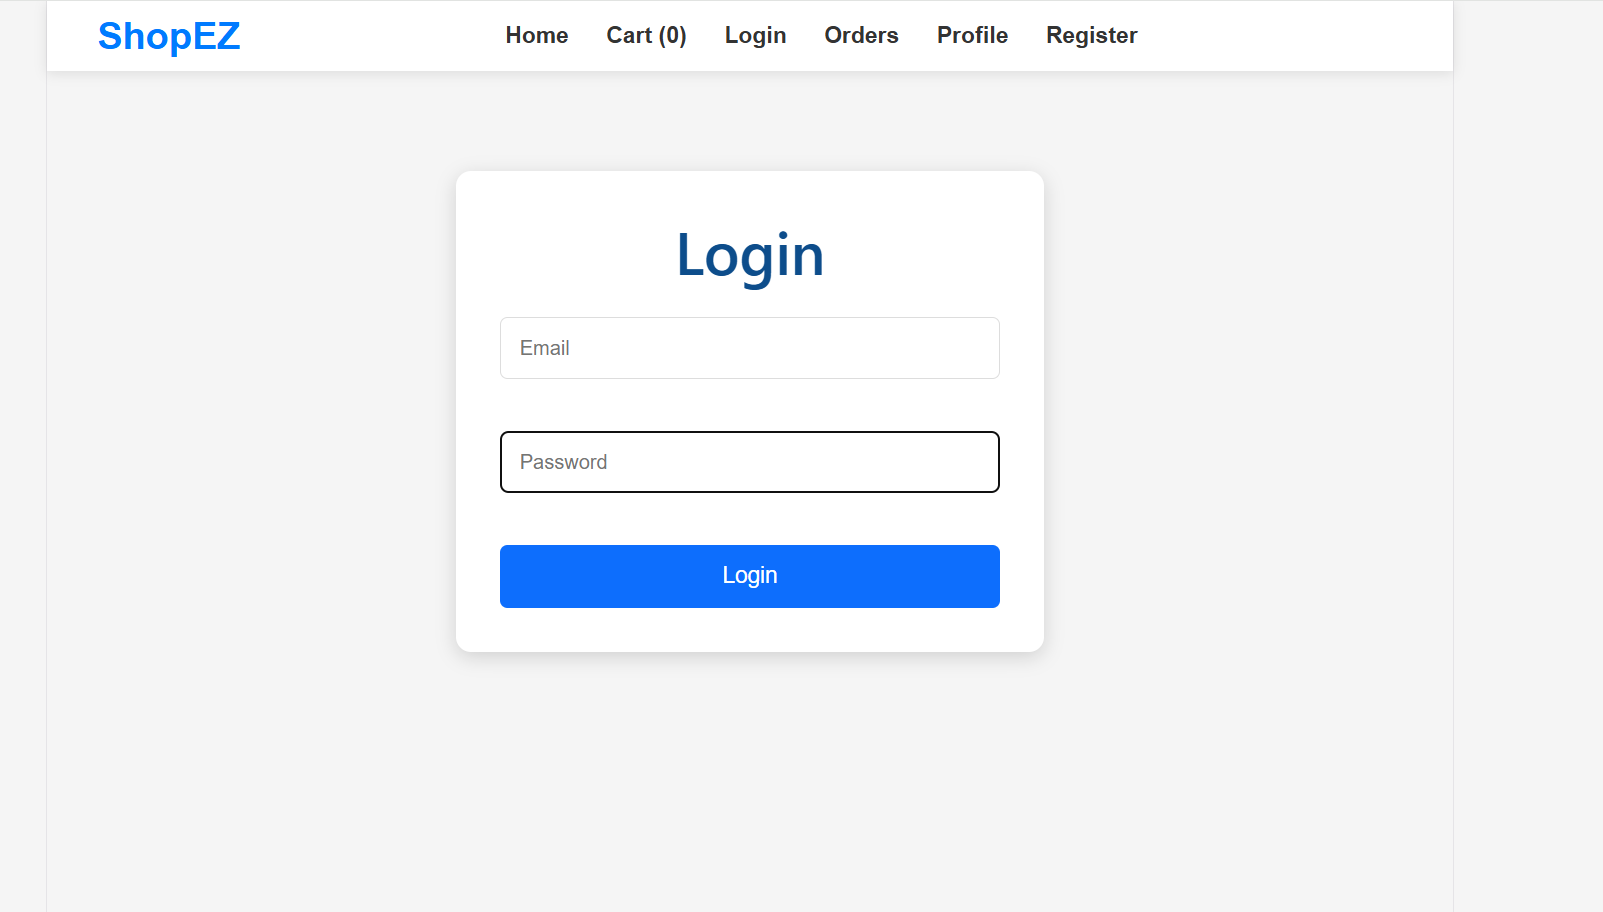 ShopEZ Home Cart (0) Login Orders Profile Register
Login
Email
Password
Login